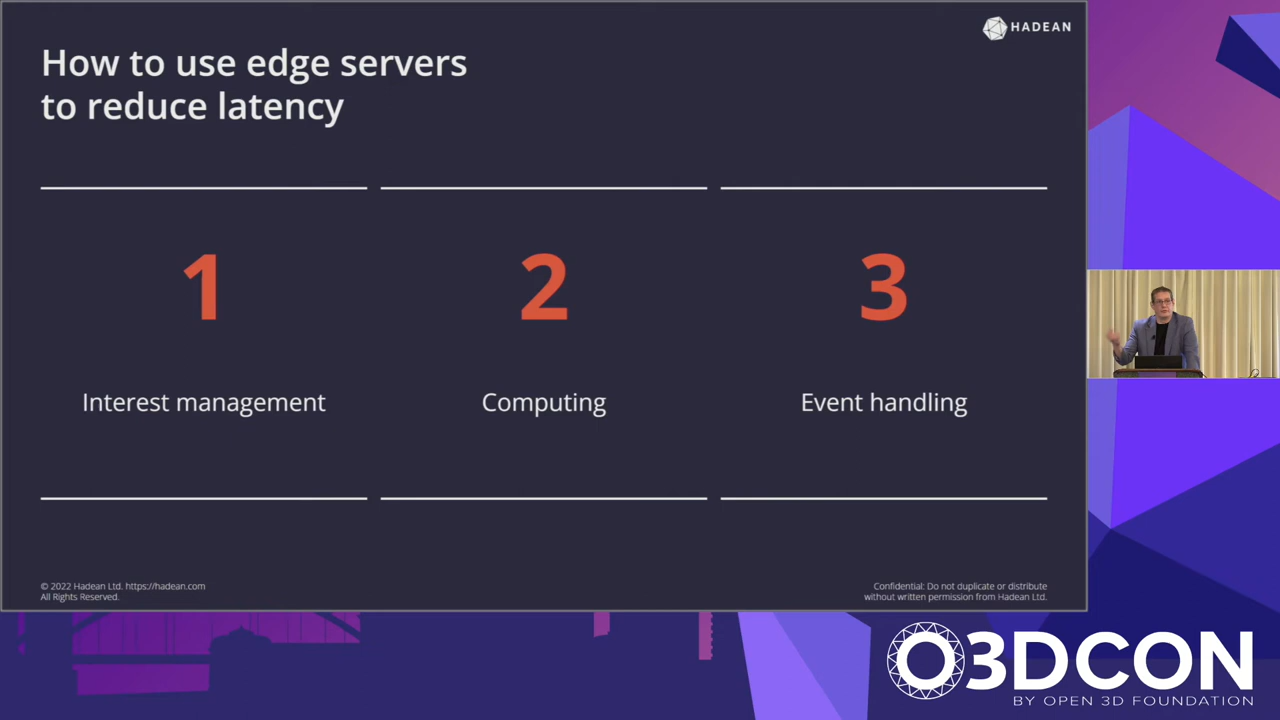 HADEAN
How to use edge servers
to reduce latency
1
2
3
Interest management
Computing
Event handling
© 2022 Hadean Ltd. https://hadean.com
All Rights Reserved.
Confidential: Do not duplicate or distribute
without written permission from Hadean Ltd.
O3DCON
BY OPEN 3D FOUNDATION